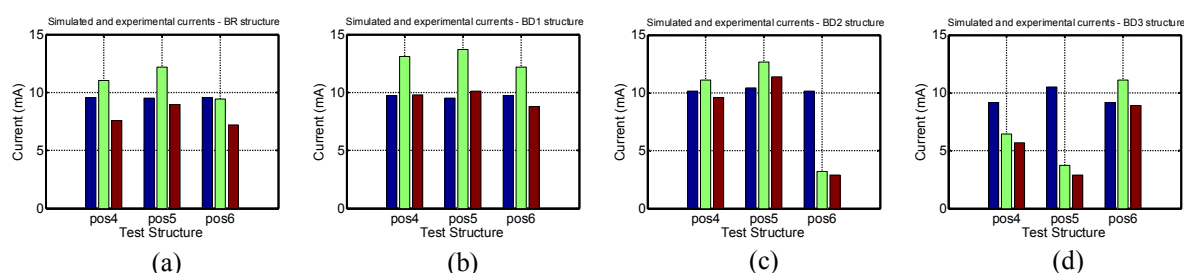 Simulated and experimental currents - BR structure
15
10
5
0
Current (mA)
pos4 pos5 pos6
Test Structure
(a)
Simulated and experimental currents - BD1 structure
15
10
5
0
Current (mA)
pos4 pos5 pos6
Test Structure
(b)
Simulated and experimental currents - BD2 structure
15
10
5
0
Current (mA)
pos4 pos5 pos6
Test Structure
(c)
Simulated and experimental currents - BD3 structure
15
10
5
0
Current (mA)
pos4 pos5 pos6
Test Structure
(d)